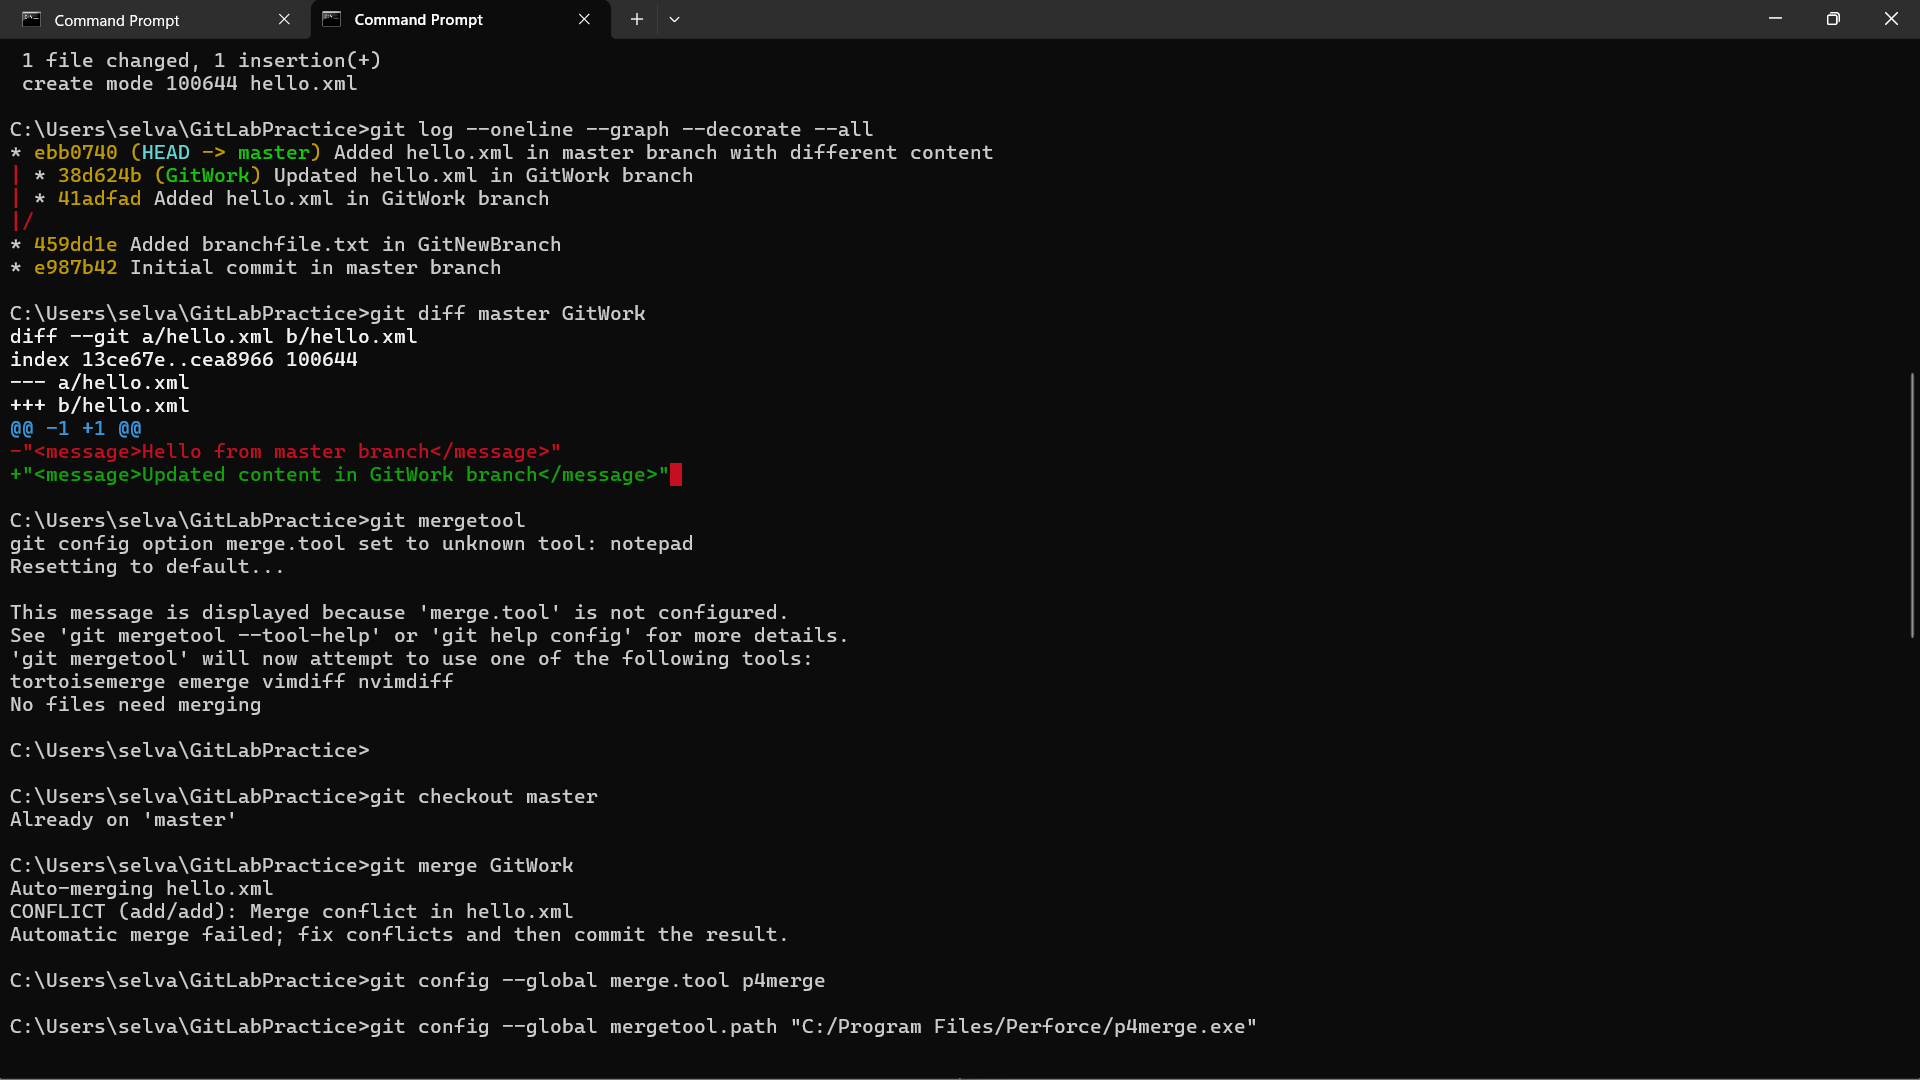 Command Prompt
Command Prompt
1 file changed, 1 insertion(+)
create mode 100644 hello.xml
C:\Users\selva\GitLabPractice>git log --oneline --graph --decorate --all
* ebb0740 (HEAD -> master) Added hello.xml in master branch with different content
| * 38d624b (GitWork) Updated hello.xml in GitWork branch
| * 41adfad Added hello.xml in GitWork branch
|/
* 459dd1e Added branchfile.txt in GitNewBranch
* e987b42 Initial commit in master branch
C:\Users\selva\GitLabPractice>git diff master GitWork
diff --git a/hello.xml b/hello.xml
index 13ce67e..cea8966 100644
--- a/hello.xml
+++ b/hello.xml
@@ -1 +1 @@
-"<message>Hello from master branch</message>"
+"<message>Updated content in GitWork branch</message>"
C:\Users\selva\GitLabPractice>git mergetool
git config option merge.tool set to unknown tool: notepad
Resetting to default...
This message is displayed because 'merge.tool' is not configured.
See 'git mergetool --tool-help' or 'git help config' for more details.
'git mergetool' will now attempt to use one of the following tools:
tortoisemerge emerge vimdiff nvimdiff
No files need merging
C:\Users\selva\GitLabPractice>
C:\Users\selva\GitLabPractice>git checkout master
Already on 'master'
C:\Users\selva\GitLabPractice>git merge GitWork
Auto-merging hello.xml
CONFLICT (add/add): Merge conflict in hello.xml
Automatic merge failed; fix conflicts and then commit the result.
C:\Users\selva\GitLabPractice>git config --global merge.tool p4merge
C:\Users\selva\GitLabPractice>git config --global mergetool.path "C:/Program Files/Perforce/p4merge.exe"